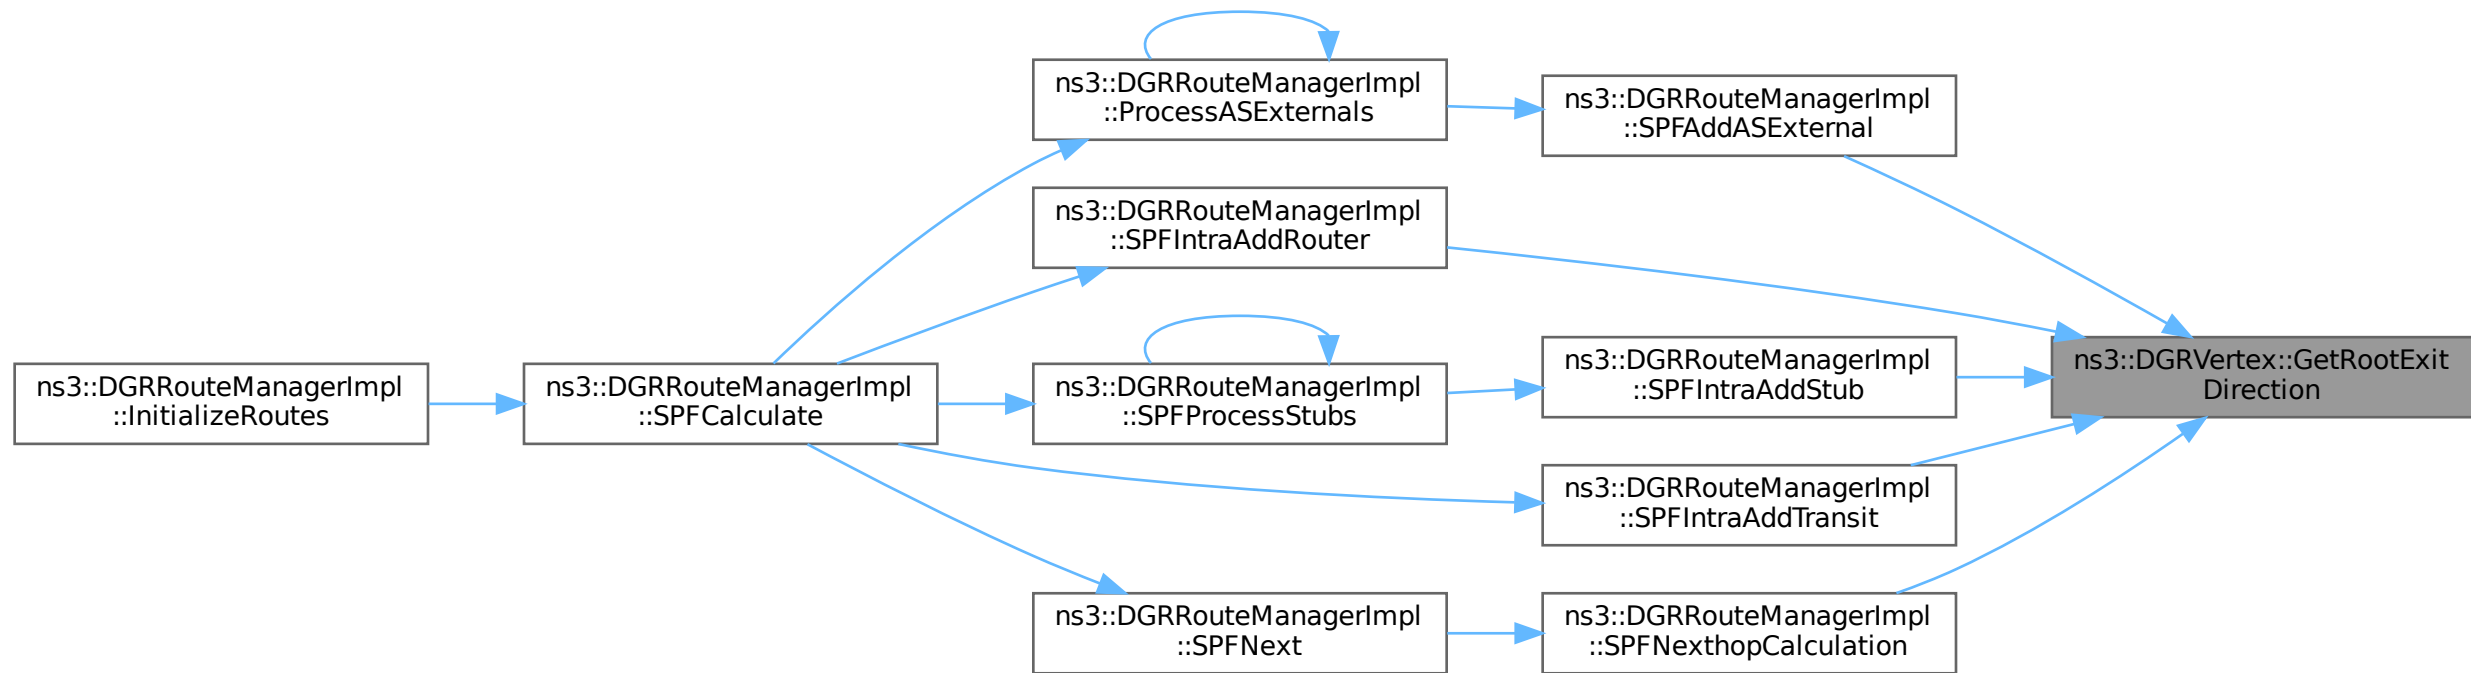 ns3::DGRRouteManagerImpl
::ProcessASExternals
ns3::DGRRouteManagerImpl
::SPFAddASExternal
ns3::DGRRouteManagerImpl
::SPFIntraAddRouter
ns3::DGRRouteManagerImpl
::InitializeRoutes
ns3::DGRRouteManagerImpl
::SPFCalculate
ns3::DGRRouteManagerImpl
::SPFProcessStubs
ns3::DGRRouteManagerImpl
::SPFIntraAddStub
ns3::DGRVertex::GetRootExit
Direction
ns3::DGRRouteManagerImpl
::SPFIntraAddTransit
ns3::DGRRouteManagerImpl
::SPFNext
ns3::DGRRouteManagerImpl
::SPFNexthopCalculation